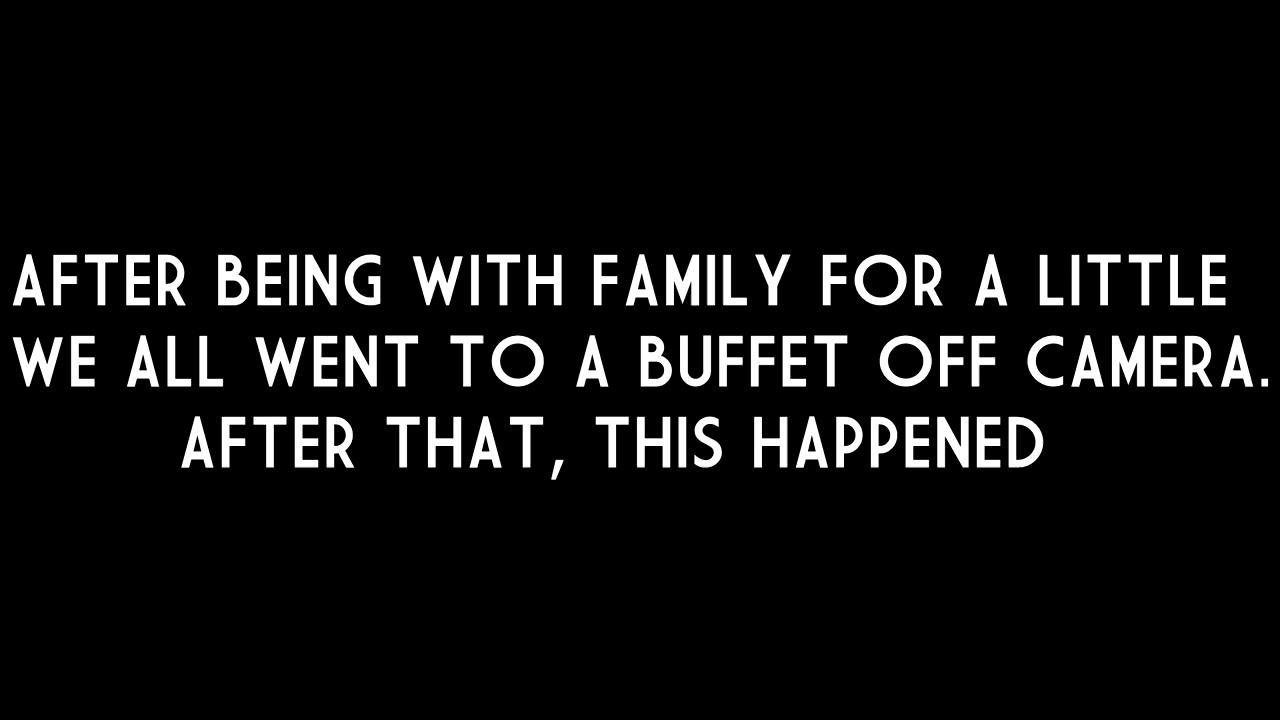 AFTER BEING WITH FAMILY FOR A LITTLE
WE ALL WENT TO A BUFFET OFF CAMERA.
AFTER THAT, THIS HAPPENED